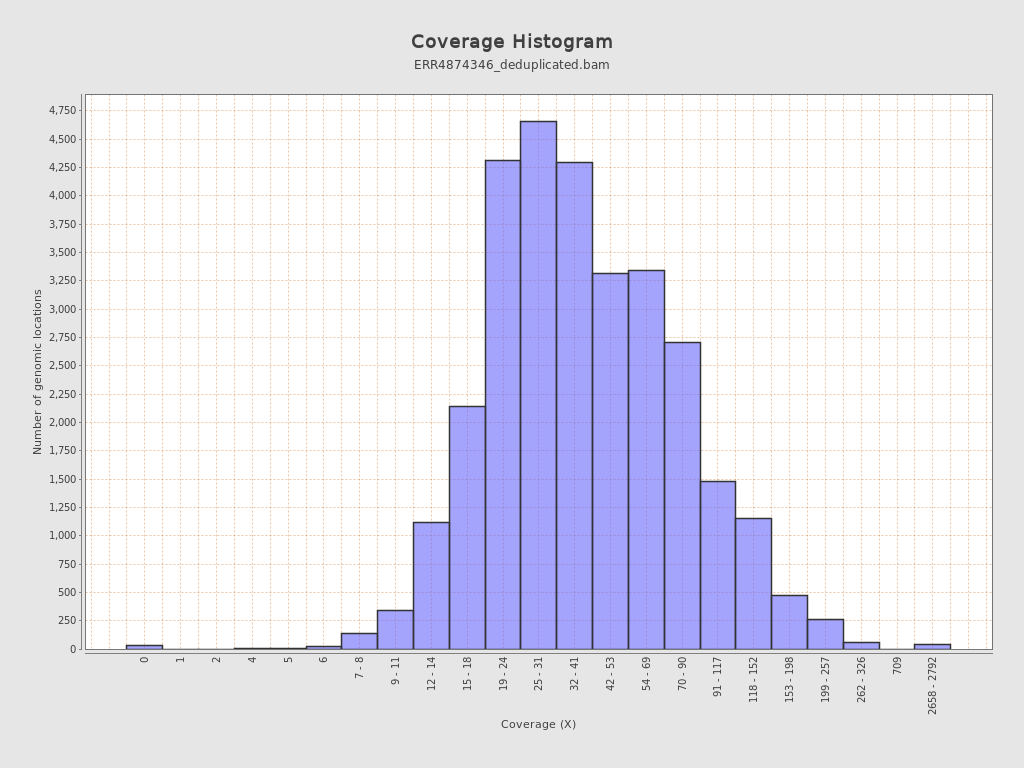 Coverage Histogram
ERR4874346_deduplicated.bam
Number of genomic locations
4,750
4,500
4,250
4,000
3,750
3,500
3,250
3,000
2,750
2,500
2,250
2,000
1,750
1,500
1,250
1,000
750
500
250
0
0
1
2
4
5
6
7 - 8
9 - 11
12 - 14
15 - 18
19 - 24
25 - 31
32 - 41
42 - 53
54 - 69
70 - 90
91 - 117
118 - 152
153 - 198
199 - 257
262 - 326
709
2658 - 2792
Coverage (X)